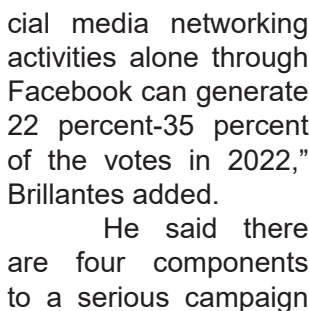 cial media networking
activities alone through
Facebook can generate
22 percent-35 percent
of the votes in 2022,”
Brillantes added.
He said there
are four components
to a serious campaign